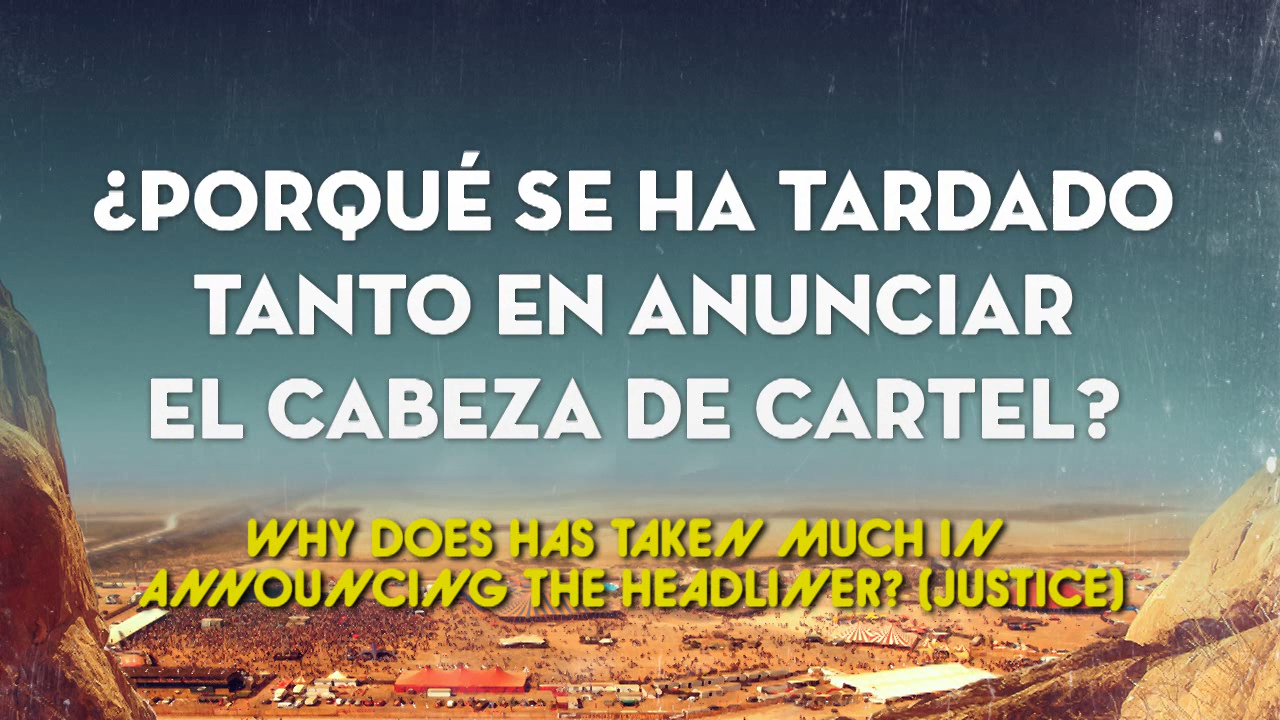 ¿PORQUÉ SE HA TARDADO
TANTO EN ANUNCIAR
EL CABEZA DE CARTEL?
WHY DOES HAS TAKEN MUCH IN
ANNOUNCING THE HEADLINER? (JUSTICE)